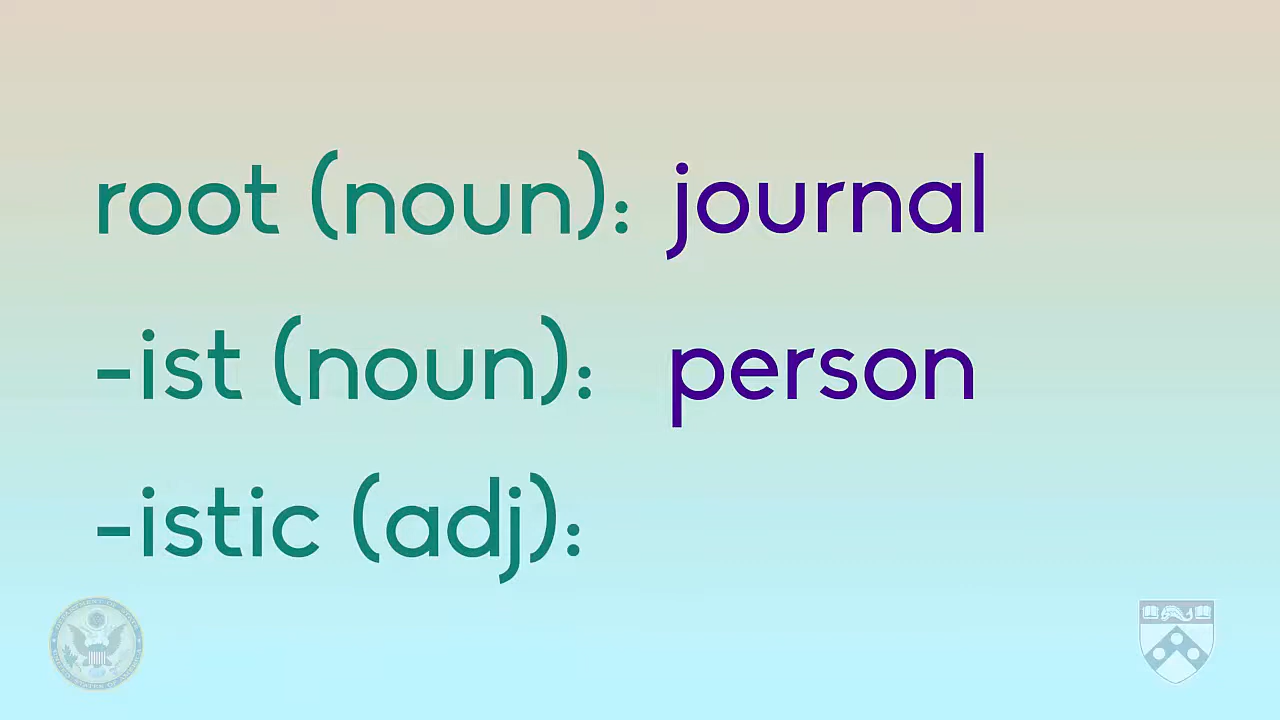 root (noun): journal
-ist (noun): person
-istic (adj):